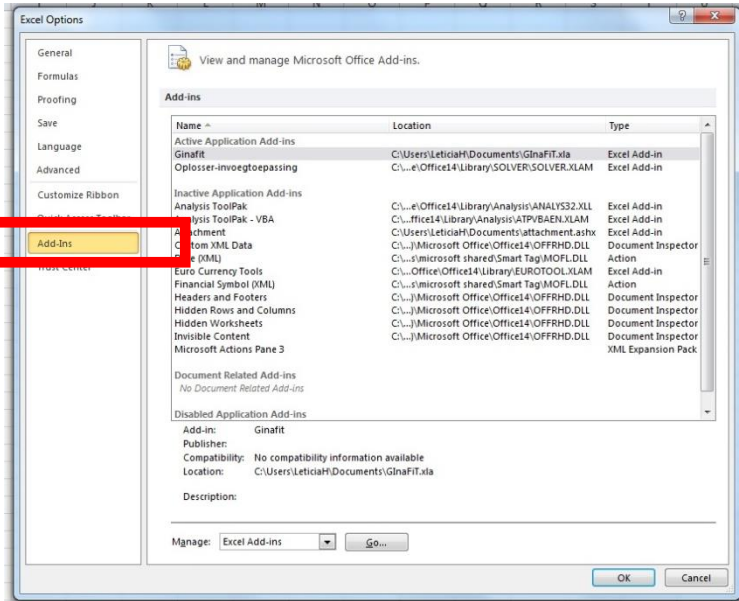 Excel Options
General
Formulas
Proofing
Save
Language
Advanced
Customize Ribbon
Add-Ins
Trust Center
View and manage Microsoft Office Add-ins.
Add-ins
Name Location Type
Active Application Add-ins
Ginafit C:\Users\LeticiaH\Documents\GInaFiT.xla Excel Add-in
Oplosser-invoegtoepassing C:\...e\Office14\Library\SOLVER\SOLVER.XLAM Excel Add-in
Inactive Application Add-ins
Analysis ToolPak C:\...e\Office14\Library\Analysis\ANALYS32.XLL Excel Add-in
Analysis ToolPak - VBA C:\...ffice14\Library\Analysis\ATPVBAEN.XLAM Excel Add-in
Attachment C:\Users\LeticiaH\Documents\attachment.ashx Excel Add-in
Custom XML Data C:\...)\Microsoft Office\Office14\OFFRHD.DLL Document Inspector
(XML) C:\...s\microsoft shared\Smart Tag\MOFL.DLL Action
Euro Currency Tools C:\...Office\Office14\Library\EUROTOOL.XLAM Excel Add-in
Financial Symbol (XML) C:\...s\microsoft shared\Smart Tag\MOFL.DLL Action
Headers and Footers C:\...)\Microsoft Office\Office14\OFFRHD.DLL Document Inspector
Hidden Rows and Columns C:\...)\Microsoft Office\Office14\OFFRHD.DLL Document Inspector
Hidden Worksheets C:\...)\Microsoft Office\Office14\OFFRHD.DLL Document Inspector
Invisible Content C:\...)\Microsoft Office\Office14\OFFRHD.DLL Document Inspector
Microsoft Actions Pane 3 XML Expansion Pack
Document Related Add-ins
No Document Related Add-ins
Disabled Application Add-ins
Add-in: Ginafit
Publisher:
Compatibility: No compatibility information available
Location: C:\Users\LeticiaH\Documents\GInaFiT.xla
Description:
Manage: Excel Add-ins Go...
OK Cancel